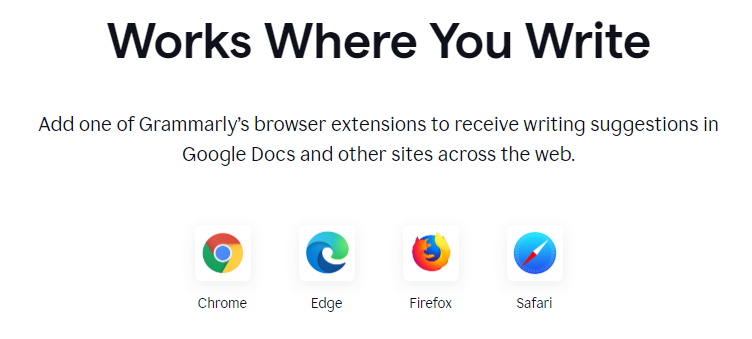 Works Where You Write
Add one of Grammarly’s browser extensions to receive writing suggestions in
Google Docs and other sites across the web.
Chrome
Edge
Firefox
Safari